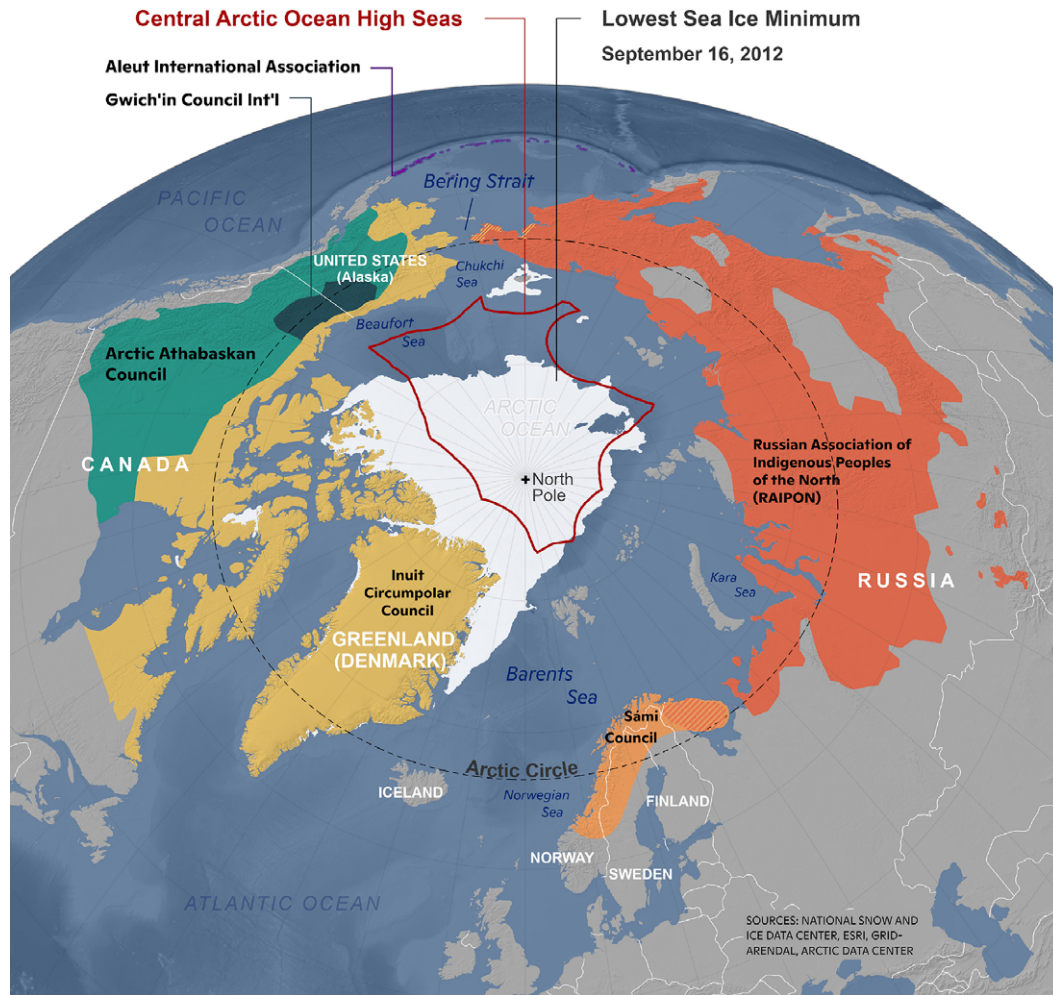 Central Arctic Ocean High Seas
Lowest Sea Ice Minimum
September 16, 2012
Aleut International Association
Gwich'in Council Int'l
PACIFIC
OCEAN
Bering Strait
UNITED STATES
(Alaska)
Chukchi
Sea
Beaufort
Sea
Arctic Athabaskan
Council
ARCTIC
OCEAN
CANADA
North
Pole
Russian Association of
Indigenous Peoples
of the North
(RAIPON)
RUSSIA
Kara
Sea
Inuit
Circumpolar
Council
GREENLAND
(DENMARK)
Barents
Sea
Sámi
Council
Arctic Circle
ICELAND
Norwegian
Sea
FINLAND
NORWAY
SWEDEN
ATLANTIC OCEAN
SOURCES: NATIONAL SNOW AND
ICE DATA CENTER, ESRI, GRID-
ARENDAL, ARCTIC DATA CENTER